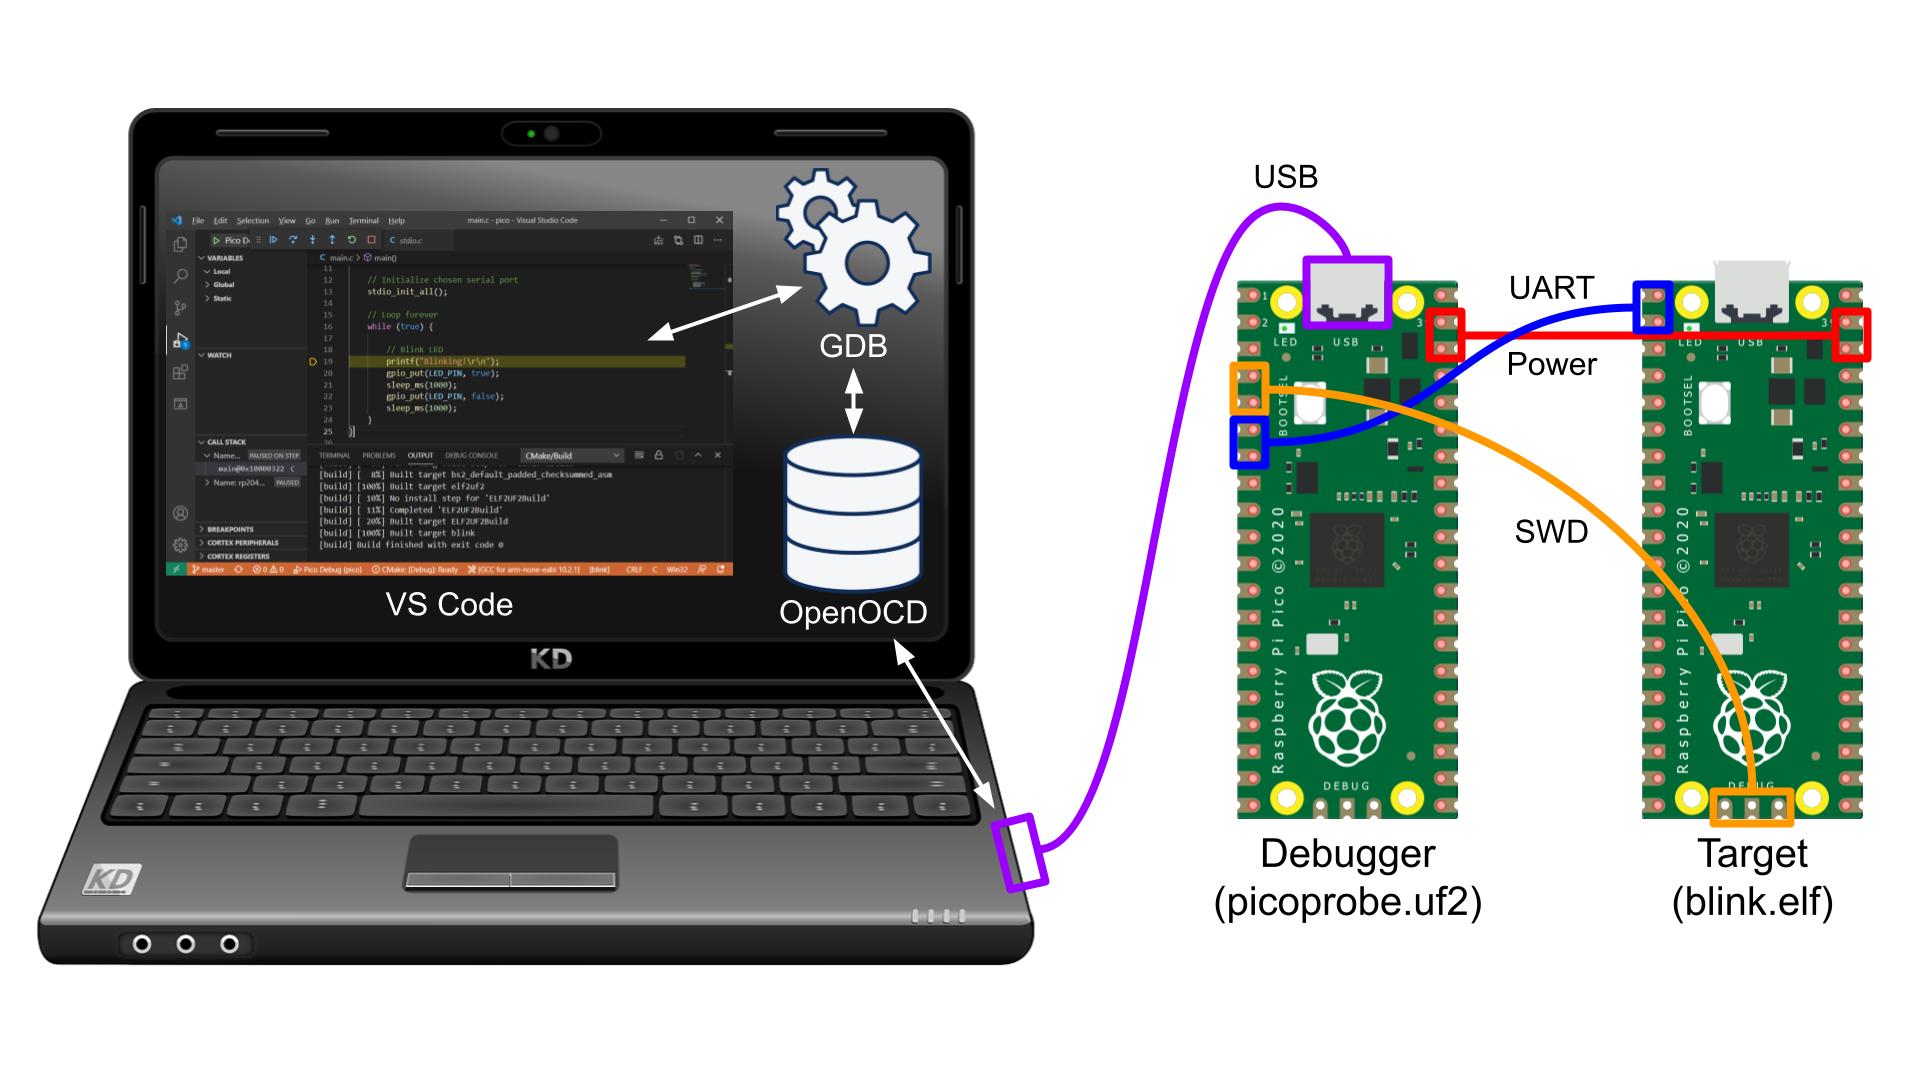 File Edit Selection View Go Run Terminal Help
main.c - pico - Visual Studio Code
Pico D
C stdio.c
VARIABLES
Local
Global
Static
WATCH
CALL STACK
Name... PAUSED ON STEP
main@0x10000322 C
Name: rp204... PAUSED
BREAKPOINTS
CORTEX PERIPHERALS
CORTEX REGISTERS
C main.c > main()
11
12 // Initialize chosen serial port
13 stdio_init_all();
14
15 // Loop forever
16 while (true) {
17
18 // Blink LED
19 printf("Blinking!\r\n");
20 gpio_put(LED_PIN, true);
21 sleep_ms(1000);
22 gpio_put(LED_PIN, false);
23 sleep_ms(1000);
24 }
25 }
26
TERMINAL PROBLEMS OUTPUT DEBUG CONSOLE CMake/Build
[build] [ 8%] Built target bs2_default_padded_checksummed_asm
[build] [100%] Built target elf2uf2
[build] [ 10%] No install step for 'ELF2UF2Build'
[build] [ 11%] Completed 'ELF2UF2Build'
[build] [ 20%] Built target ELF2UF2Build
[build] [100%] Built target blink
[build] Build finished with exit code 0
master 0 0 Pico Debug (pico) CMake: [Debug]: Ready [GCC for arm-none-eabi 10.2.1] [blink] CRLF C Win32
VS Code
GDB
OpenOCD
KD
KD
USB
UART
Power
SWD
1
2
3
LED USB
BOOTSEL
Raspberry Pi Pico ©2020
DEBUG
Debugger
(picoprobe.uf2)
LED USB
BOOTSEL
Raspberry Pi Pico ©2020
DEBUG
Target
(blink.elf)